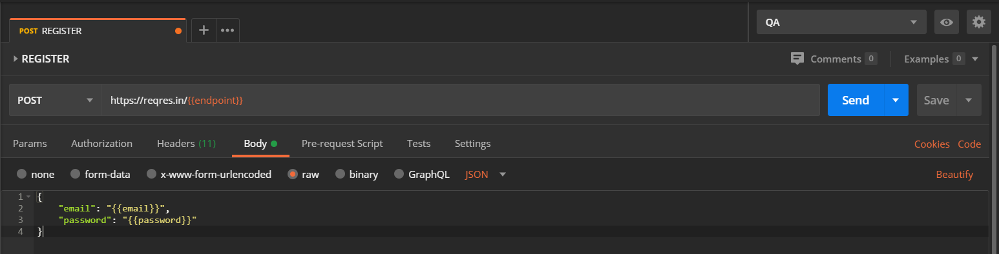 POST REGISTER
QA
REGISTER
Comments 0 Examples 0
POST https://reqres.in/{{endpoint}} Send Save
Params Authorization Headers (11) Body Pre-request Script Tests Settings Cookies Code
none form-data x-www-form-urlencoded raw binary GraphQL JSON Beautify
1 {
2 "email": "{{email}}",
3 "password": "{{password}}"
4 }